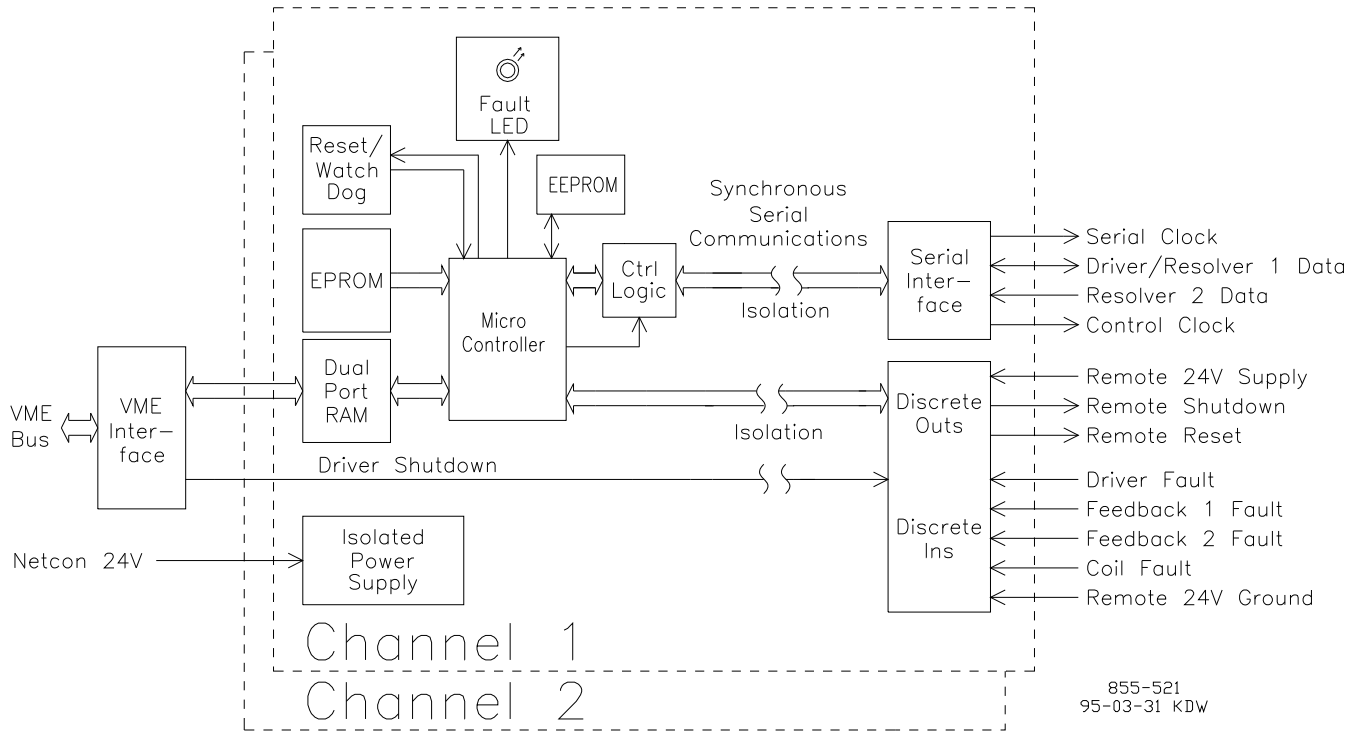 Fault
LED
Reset/
Watch
Dog
EEPROM
Synchronous
Serial
Communications
Isolation
EPROM
Micro
Controller
Ctrl
Logic
Serial
Inter-
face
Serial Clock
Driver/Resolver 1 Data
Resolver 2 Data
Control Clock
VME
Bus
VME
Inter-
face
Dual
Port
RAM
Isolation
Discrete
Outs
Discrete
Ins
Remote 24V Supply
Remote Shutdown
Remote Reset
Driver Fault
Feedback 1 Fault
Feedback 2 Fault
Coil Fault
Remote 24V Ground
Driver Shutdown
Netcon 24V
Isolated
Power
Supply
Channel 1
Channel 2
855-521
95-03-31 KDW